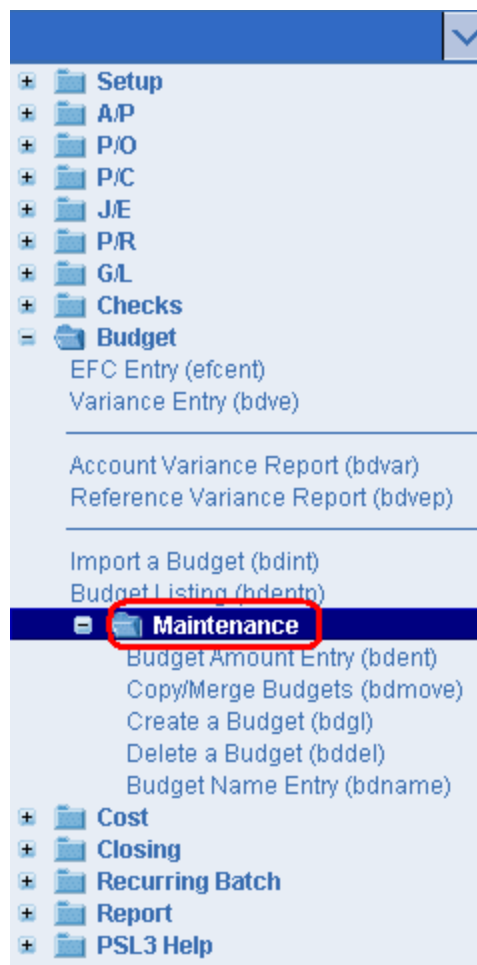 Setup
A/P
P/O
P/C
J/E
P/R
G/L
Checks
Budget
EFC Entry (efcent)
Variance Entry (bdve)
Account Variance Report (bdvar)
Reference Variance Report (bdvep)
Import a Budget (bdint)
Budget Listing (bdentp)
Maintenance
Budget Amount Entry (bdent)
Copy/Merge Budgets (bdmove)
Create a Budget (bdgl)
Delete a Budget (bddel)
Budget Name Entry (bdname)
Cost
Closing
Recurring Batch
Report
PSL3 Help